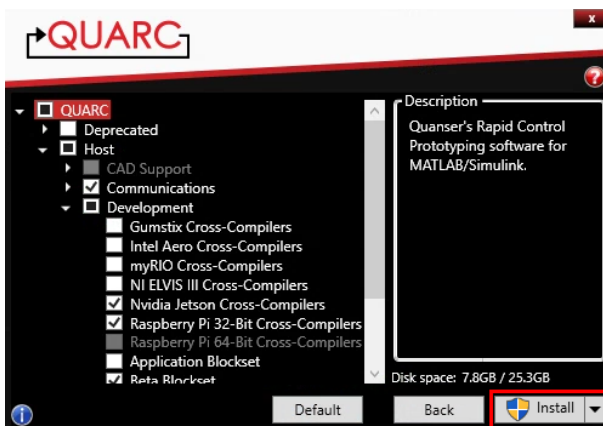 QUARC
x
?
QUARC
Deprecated
Host
CAD Support
Communications
Development
Gumstix Cross-Compilers
Intel Aero Cross-Compilers
myRIO Cross-Compilers
NI ELVIS III Cross-Compilers
Nvidia Jetson Cross-Compilers
Raspberry Pi 32-Bit Cross-Compilers
Raspberry Pi 64-Bit Cross-Compilers
Application Blockset
Beta Blockset
Description
Quanser's Rapid Control
Prototyping software for
MATLAB/Simulink.
Disk space: 7.8GB / 25.3GB
i
Default
Back
Install